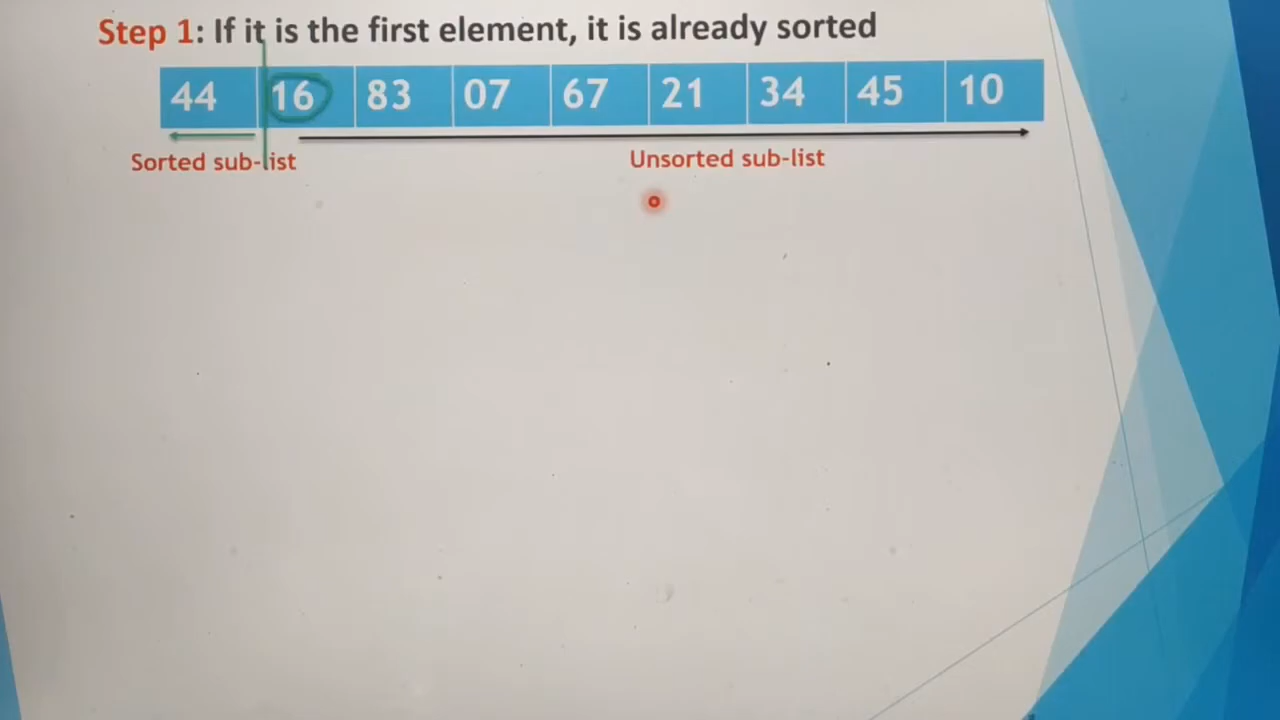 Step 1: If it is the first element, it is already sorted
44 16 83 07 67 21 34 45 10
Sorted sub-list Unsorted sub-list